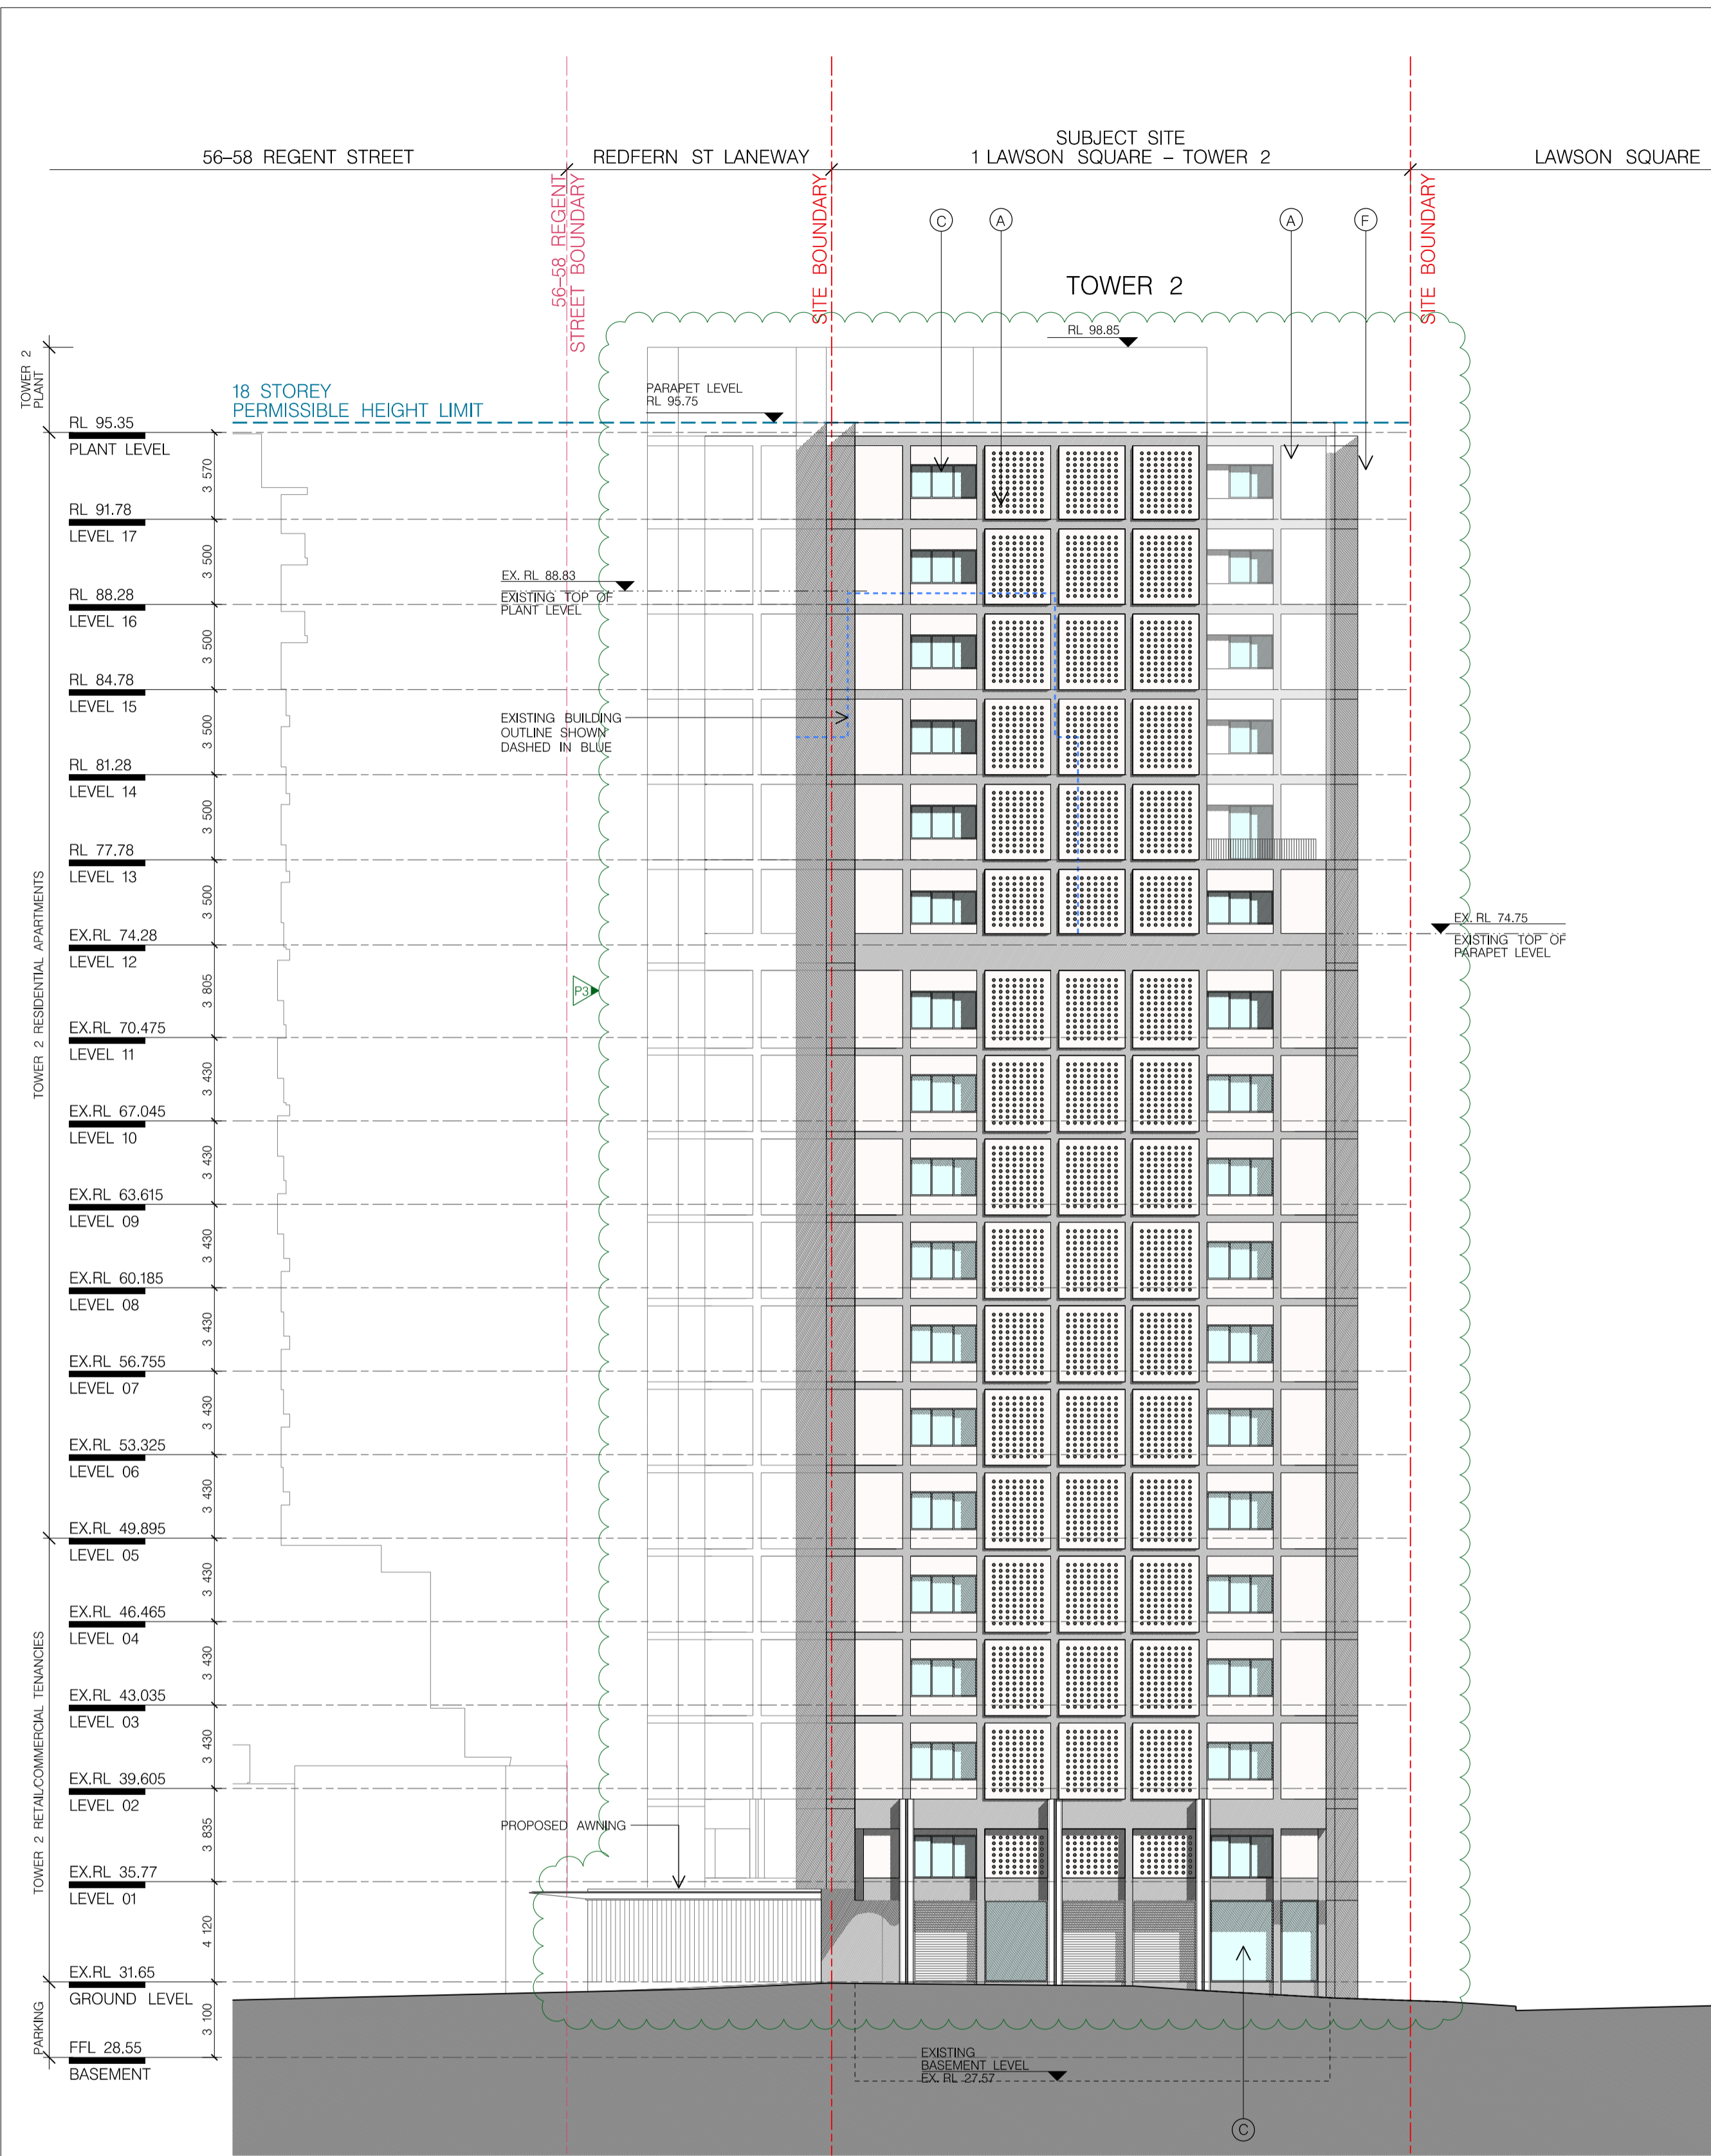 SUBJECT SITE
56–58 REGENT STREET
REDFERN ST LANEWAY
1 LAWSON SQUARE – TOWER 2
LAWSON SQUARE
56–58 REGENT
STREET BOUNDARY
SITE BOUNDARY
SITE BOUNDARY
C
A
A
F
TOWER 2
RL 98.85
TOWER 2
PLANT
18 STOREY
PERMISSIBLE HEIGHT LIMIT
PARAPET LEVEL
RL 95.75
RL 95.35
PLANT LEVEL
3 570
RL 91.78
LEVEL 17
3 500
EX. RL 88.83
EXISTING TOP OF
PLANT LEVEL
RL 88.28
LEVEL 16
3 500
RL 84.78
LEVEL 15
EXISTING BUILDING
OUTLINE SHOWN
DASHED IN BLUE
3 500
RL 81.28
LEVEL 14
3 500
RL 77.78
LEVEL 13
3 500
TOWER 2 RESIDENTIAL APARTMENTS
EX. RL 74.75
EXISTING TOP OF
PARAPET LEVEL
EX.RL 74.28
LEVEL 12
3 805
P3
EX.RL 70.475
LEVEL 11
3 430
EX.RL 67.045
LEVEL 10
3 430
EX.RL 63.615
LEVEL 09
3 430
EX.RL 60.185
LEVEL 08
3 430
EX.RL 56.755
LEVEL 07
3 430
EX.RL 53.325
LEVEL 06
3 430
EX.RL 49.895
LEVEL 05
3 430
EX.RL 46.465
LEVEL 04
3 430
TOWER 2 RETAIL/COMMERCIAL TENANCIES
EX.RL 43.035
LEVEL 03
3 430
EX.RL 39.605
LEVEL 02
3 835
PROPOSED AWNING
EX.RL 35.77
LEVEL 01
4 120
EX.RL 31.65
GROUND LEVEL
3 100
PARKING
FFL 28.55
BASEMENT
EXISTING
BASEMENT LEVEL
EX. RL 27.57
C